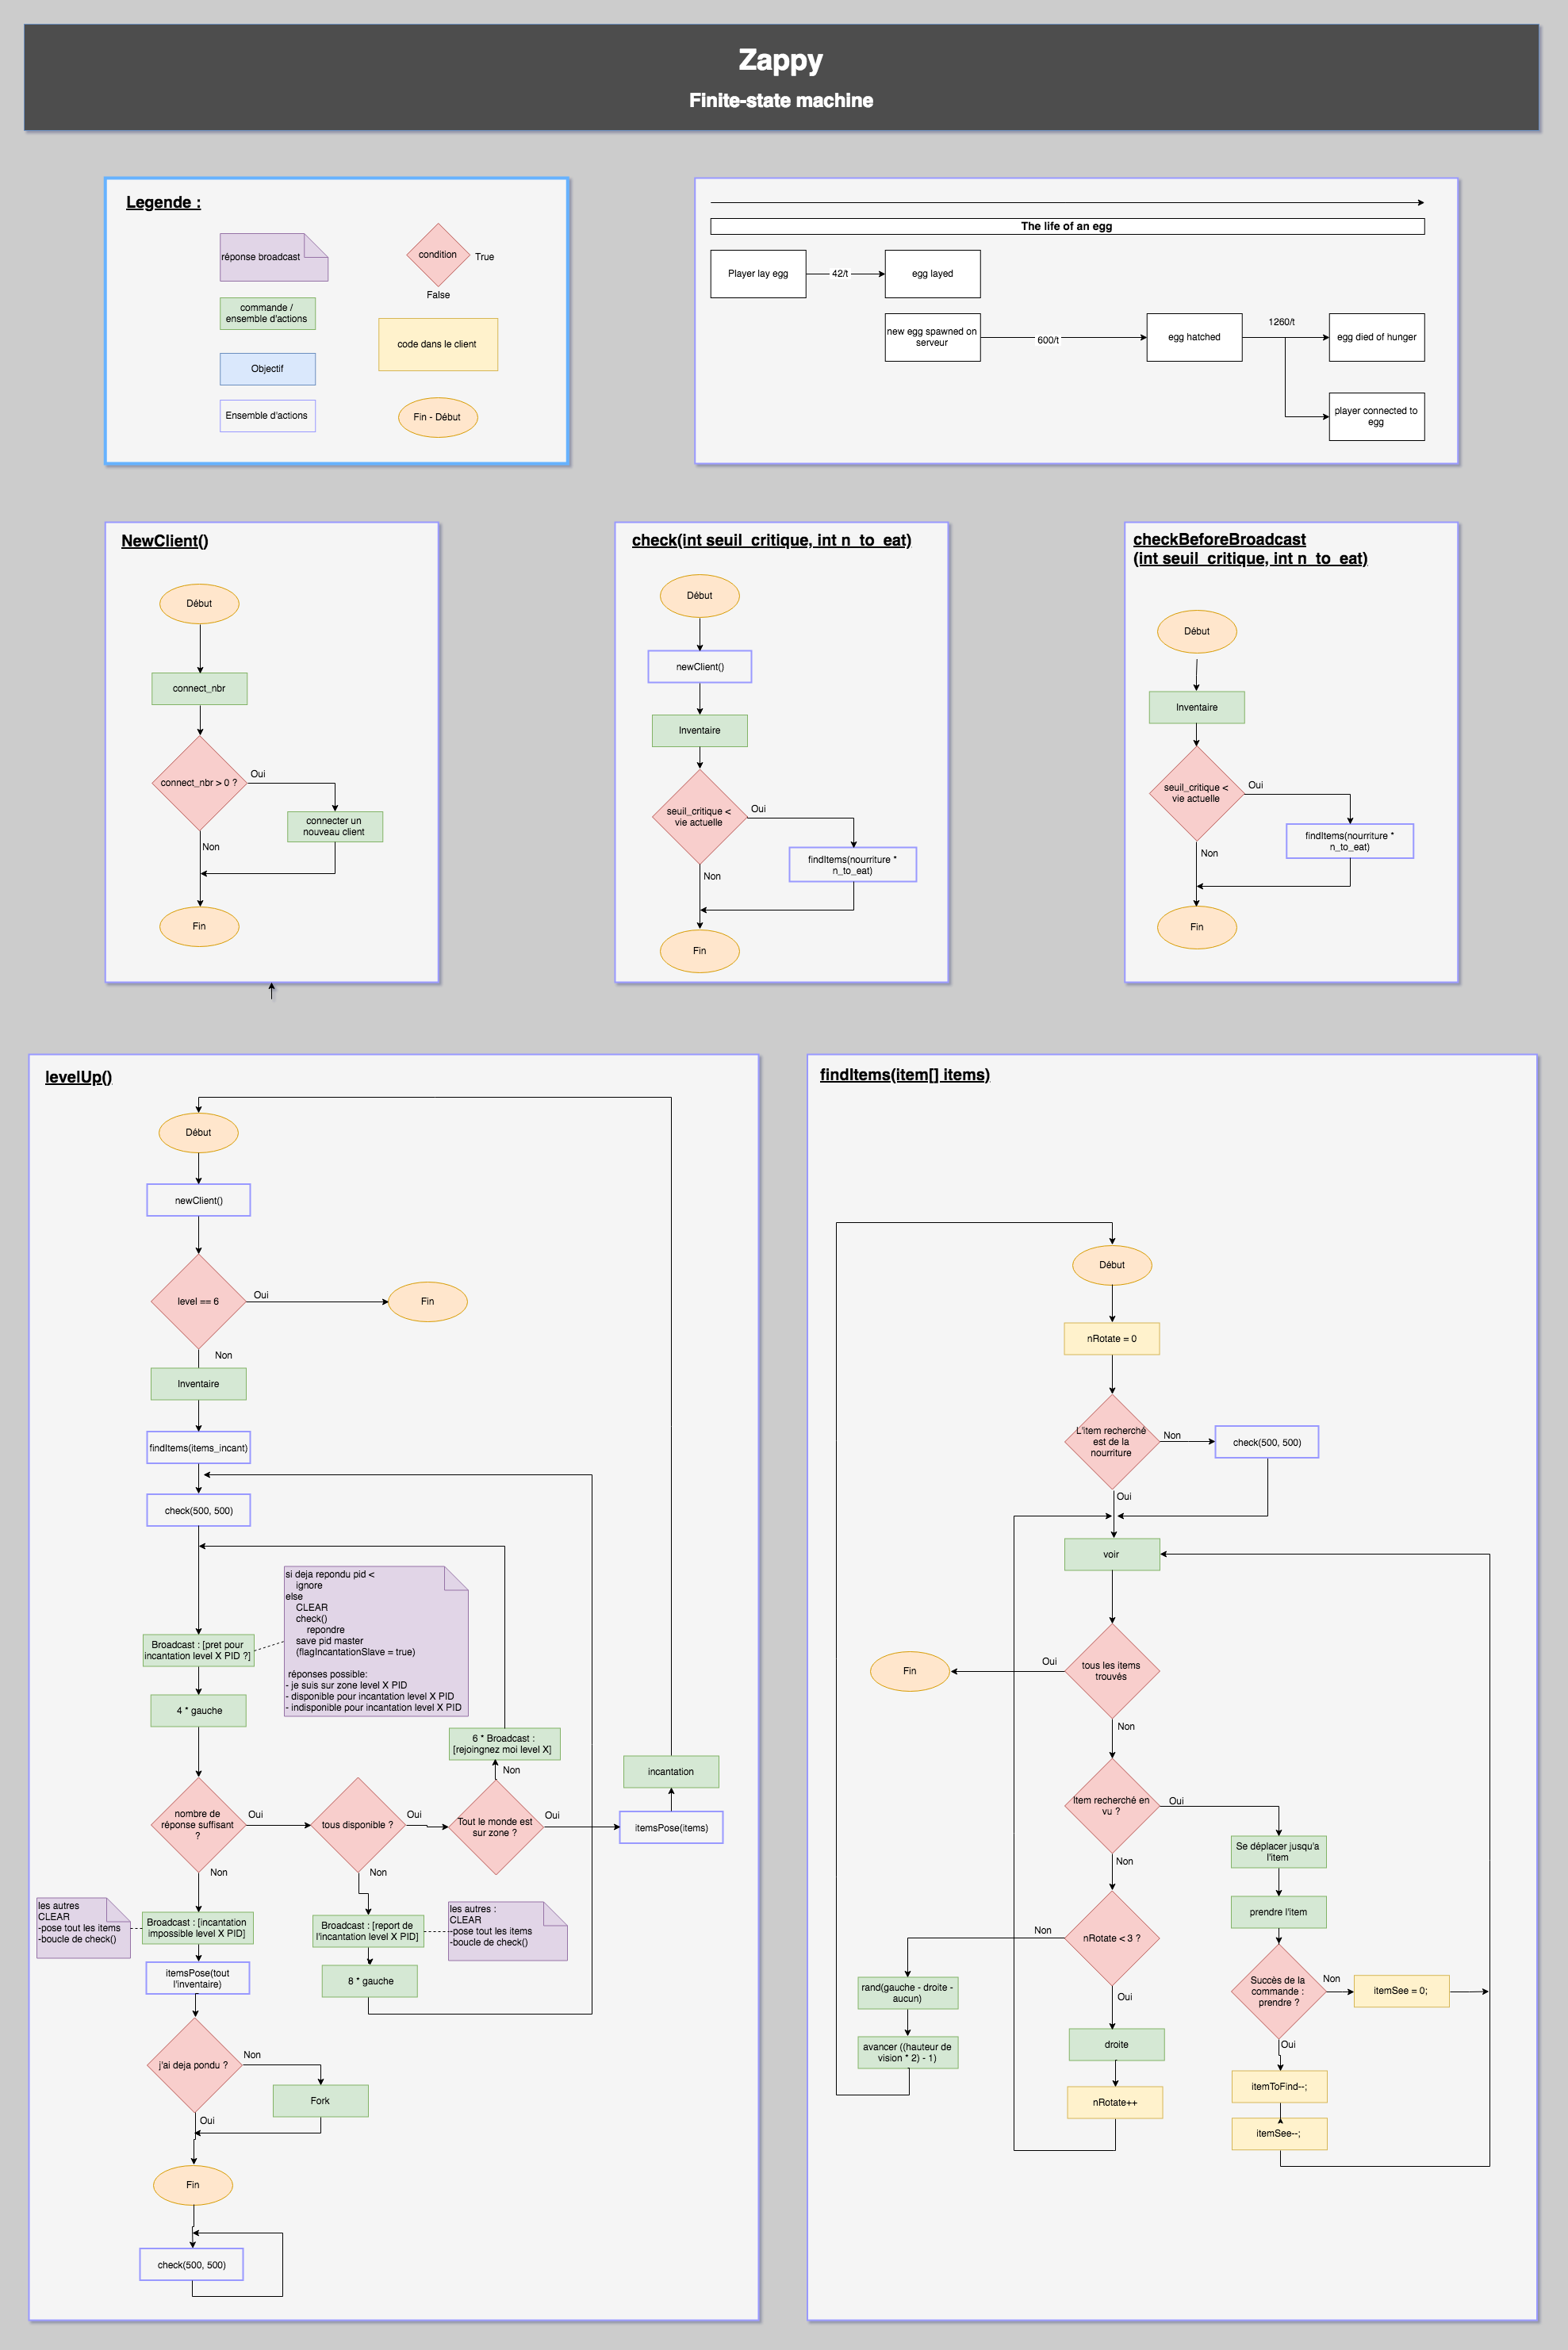 Zappy
Finite-state machine
Legende :
réponse broadcast
condition
True
False
commande /
ensemble d'actions
code dans le client
Objectif
Ensemble d'actions
Fin - Début
The life of an egg
Player lay egg
42/t
egg layed
new egg spawned on
serveur
600/t
egg hatched
1260/t
egg died of hunger
player connected to
egg
NewClient()
Début
connect_nbr
connect_nbr > 0 ?
Oui
connecter un
nouveau client
Non
Fin
check(int seuil_critique, int n_to_eat)
Début
newClient()
Inventaire
seuil_critique <
vie actuelle
Oui
findItems(nourriture *
n_to_eat)
Non
Fin
checkBeforeBroadcast
(int seuil_critique, int n_to_eat)
Début
Inventaire
seuil_critique <
vie actuelle
Oui
findItems(nourriture *
n_to_eat)
Non
Fin
levelUp()
Début
newClient()
level == 6
Oui
Fin
Non
Inventaire
findItems(items_incant)
check(500, 500)
si deja repondu pid <
ignore
else
CLEAR
check()
repondre
save pid master
(flagIncantationSlave = true)
réponses possible:
- je suis sur zone level X PID
- disponible pour incantation level X PID
- indisponible pour incantation level X PID
Broadcast : [pret pour
incantation level X PID ?]
4 * gauche
6 * Broadcast :
[rejoingnez moi level X]
Non
incantation
nombre de
réponse suffisant
?
Oui
tous disponible ?
Oui
Tout le monde est
sur zone ?
Oui
itemsPose(items)
Non
Non
les autres
CLEAR
-pose tout les items
-boucle de check()
Broadcast : [incantation
impossible level X PID]
Broadcast : [report de
l'incantation level X PID]
les autres :
CLEAR
-pose tout les items
-boucle de check()
itemsPose(tout
l'inventaire)
8 * gauche
j'ai deja pondu ?
Non
Fork
Oui
Fin
check(500, 500)
findItems(item[] items)
Début
nRotate = 0
L'item recherché
est de la
nourriture
Non
check(500, 500)
Oui
voir
tous les items
trouvés
Oui
Fin
Non
Item recherché en
vu ?
Oui
Se déplacer jusqu'a
l'item
Non
prendre l'item
nRotate < 3 ?
Non
rand(gauche - droite -
aucun)
avancer ((hauteur de
vision * 2) - 1)
Oui
droite
nRotate++
Succès de la
commande :
prendre ?
Non
itemSee = 0;
Oui
itemToFind--;
itemSee--;